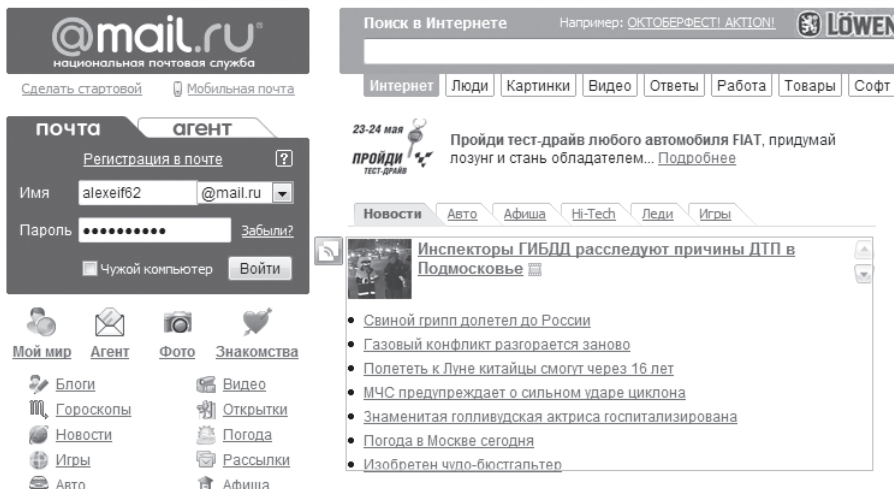 @mail.ru®
национальная почтовая служба
Сделать стартовой Мобильная почта
почта агент
Регистрация в почте ?
Имя alexeif62 @mail.ru
Пароль •••••••••• Забыли?
Чужой компьютер Войти
Мой мир Агент Фото Знакомства
Блоги Видео
Гороскопы Открытки
Новости Погода
Игры Рассылки
Авто Афиша
Поиск в Интернете Например: ОКТОБЕРФЕСТ! AKTION! LÖWEN
Интернет Люди Картинки Видео Ответы Работа Товары Софт
23-24 мая
ПРОЙДИ
ТЕСТ-ДРАЙВ
Пройди тест-драйв любого автомобиля FIAT, придумай
лозунг и стань обладателем... Подробнее
Новости Авто Афиша Hi-Tech Леди Игры
Инспекторы ГИБДД расследуют причины ДТП в
Подмосковье
• Свиной грипп долетел до России
• Газовый конфликт разгорается заново
• Полететь к Луне китайцы смогут через 16 лет
• МЧС предупреждает о сильном ударе циклона
• Знаменитая голливудская актриса госпитализирована
• Погода в Москве сегодня
• Изобретен чудо-бюстгальтер